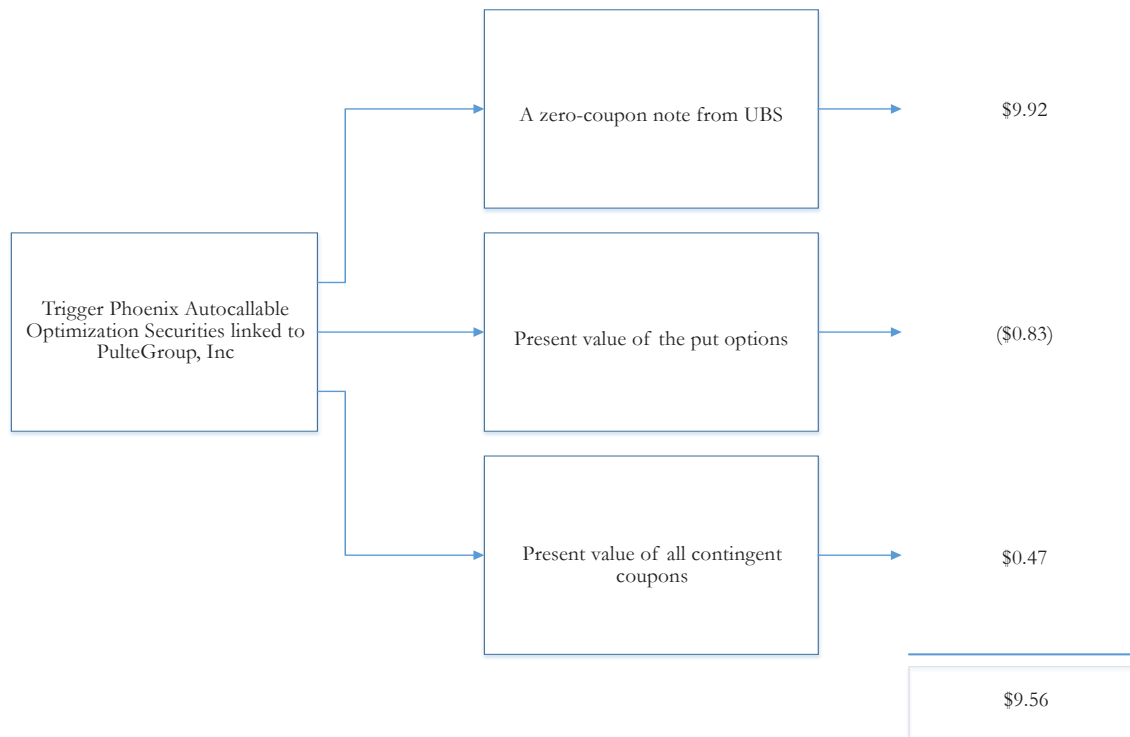 A zero-coupon note from UBS
$9.92
Trigger Phoenix Autocallable
Optimization Securities linked to
PulteGroup, Inc
Present value of the put options
($0.83)
Present value of all contingent
coupons
$0.47
$9.56